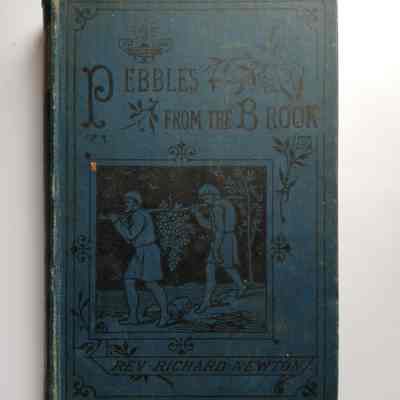 PEBBLES
FROM THE BROOK
REV. RICHARD NEWTON